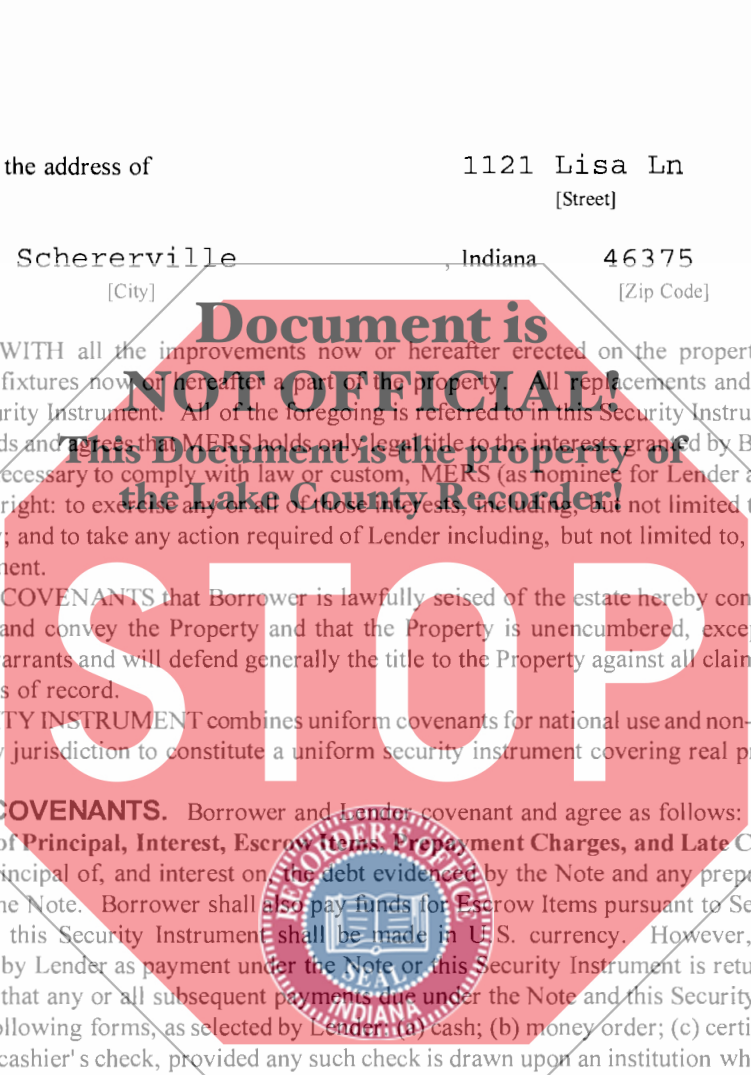 the address of 1121 Lisa Ln
[Street]
Schererville , Indiana 46375
[City] [Zip Code]
Document is
WITH all the improvements now or hereafter erected on the propert
NOT OFFICIAL!
fixtures now or hereafter a part of the property. All replacements and
rity Instrument. All of the foregoing is referred to in this Security Instru
This Document is the property of
ds and agrees that MERS holds only legal title to the interests granted by B
ecessary to comply with law or custom, MERS (as nominee for Lender a
the Lake County Recorder!
right: to exercise any or all of those interests, including, but not limited t
; and to take any action required of Lender including, but not limited to,
nent.
STOP
COVENANTS that Borrower is lawfully seised of the estate hereby con
and convey the Property and that the Property is unencumbered, exce
arrants and will defend generally the title to the Property against all claim
s of record.
TY INSTRUMENT combines uniform covenants for national use and non-
y jurisdiction to constitute a uniform security instrument covering real p
COVENANTS. Borrower and Lender covenant and agree as follows:
of Principal, Interest, Escrow Items, Prepayment Charges, and Late C
incipal of, and interest on, the debt evidenced by the Note and any prepa
he Note. Borrower shall also pay funds for Escrow Items pursuant to Se
this Security Instrument shall be made in U.S. currency. However,
by Lender as payment under the Note or this Security Instrument is retu
that any or all subsequent payments due under the Note and this Security
ollowing forms, as selected by Lender: (a) cash; (b) money order; (c) certi
cashier's check, provided any such check is drawn upon an institution wh
RECORDER'S OFFICE
SEAL
INDIANA